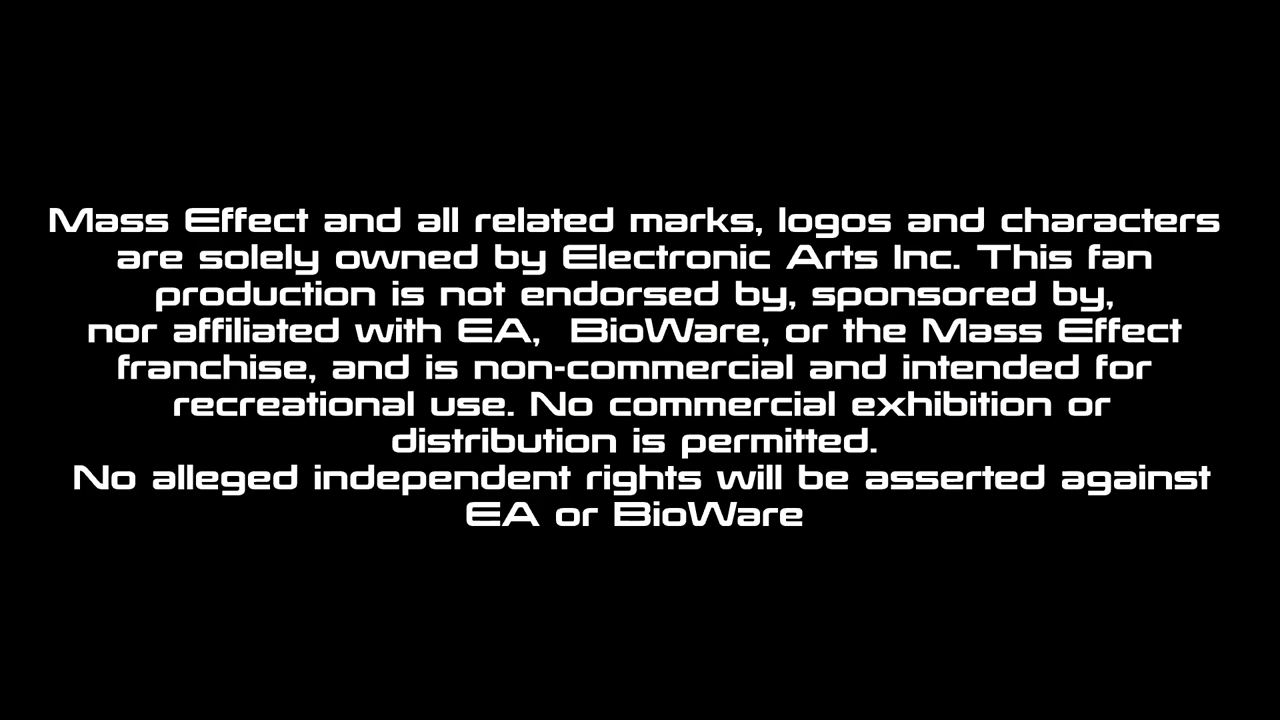 Mass Effect and all related marks, logos and characters
are solely owned by Electronic Arts Inc. This fan
production is not endorsed by, sponsored by,
nor affiliated with EA,  BioWare, or the Mass Effect
franchise, and is non-commercial and intended for
recreational use. No commercial exhibition or
distribution is permitted.
No alleged independent rights will be asserted against
EA or BioWare